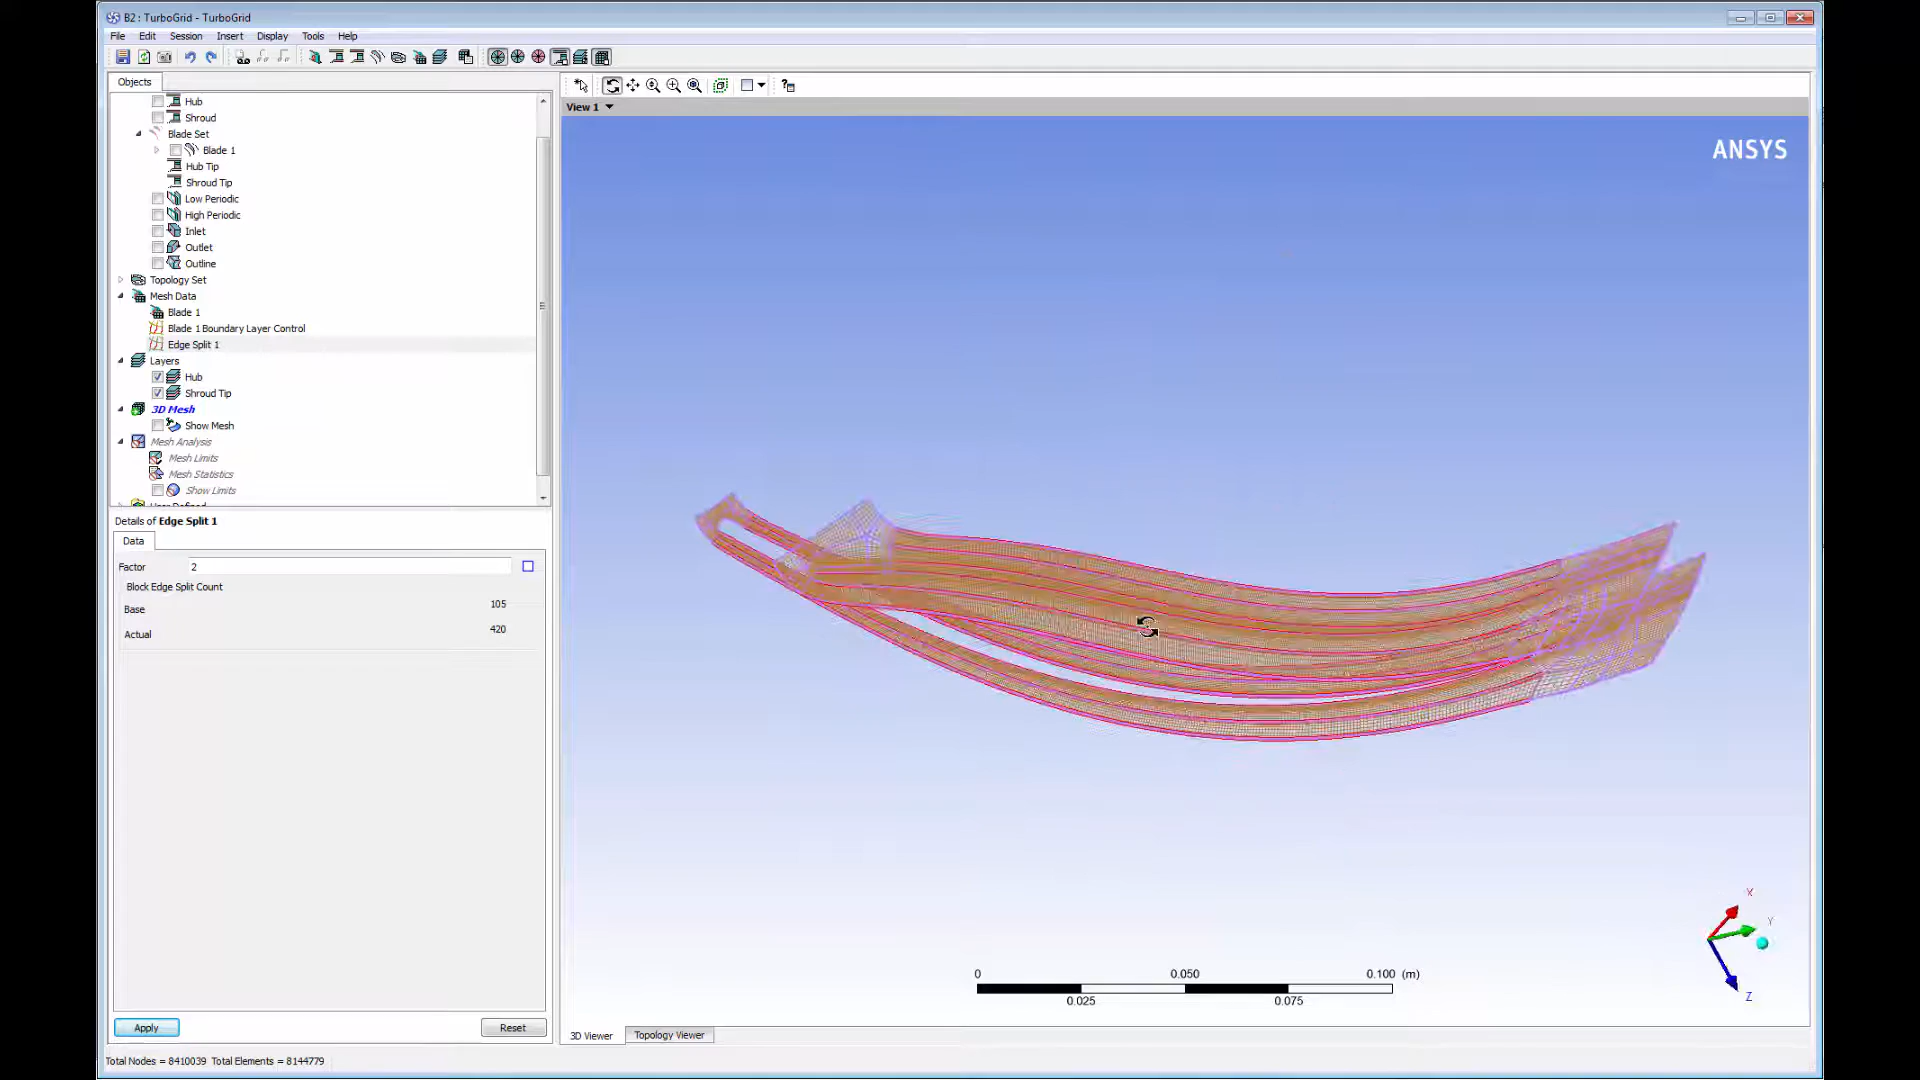 B2 : TurboGrid - TurboGrid
File Edit Session Insert Display Tools Help
Objects
Hub
Shroud
Blade Set
Blade 1
Hub Tip
Shroud Tip
Low Periodic
High Periodic
Inlet
Outlet
Outline
Topology Set
Mesh Data
Blade 1
Blade 1 Boundary Layer Control
Edge Split 1
Layers
Hub
Shroud Tip
3D Mesh
Show Mesh
Mesh Analysis
Mesh Limits
Mesh Statistics
Show Limits
User Defined
Details of Edge Split 1
Data
Factor 2
Block Edge Split Count
Base 105
Actual 420
Apply Reset
Total Nodes = 8410039 Total Elements = 8144779
View 1
ANSYS
X
Y
Z
0 0.050 0.100 (m)
0.025 0.075
3D Viewer Topology Viewer